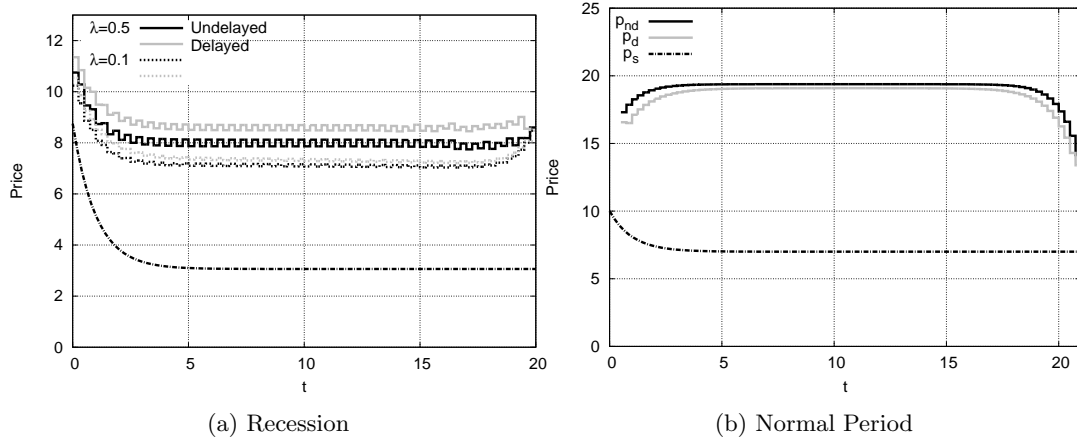 λ=0.5 Undelayed
Delayed
λ=0.1
Price
12
10
8
6
4
2
0
0 5 10 15 20
t
(a) Recession
p_nd
p_d
p_s
Price
25
20
15
10
5
0
0 5 10 15 20
t
(b) Normal Period